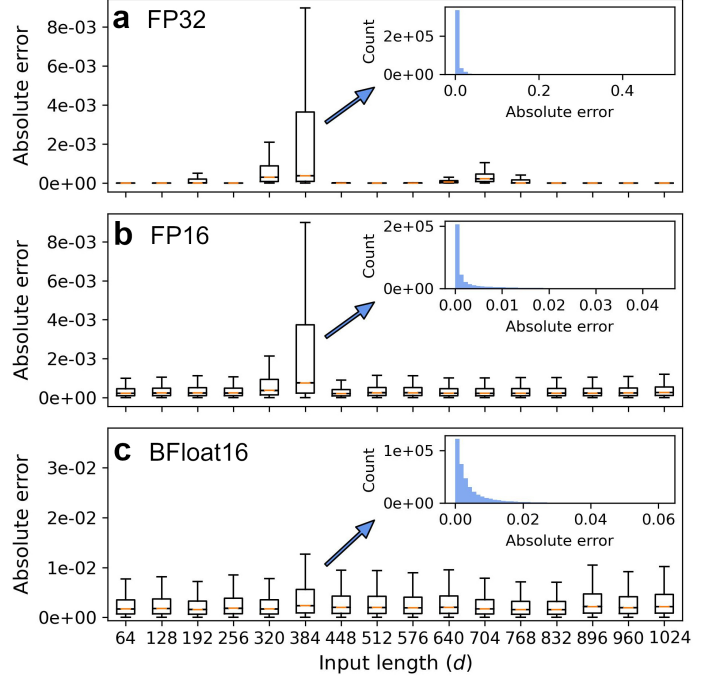 a FP32
Absolute error
8e-03
6e-03
4e-03
2e-03
0e+00
Count
2e+05
0e+00
0.0 0.2 0.4
Absolute error
b FP16
Absolute error
8e-03
6e-03
4e-03
2e-03
0e+00
Count
2e+05
0e+00
0.00 0.01 0.02 0.03 0.04
Absolute error
c BFloat16
Absolute error
3e-02
2e-02
1e-02
0e+00
Count
1e+05
0e+00
0.00 0.02 0.04 0.06
Absolute error
64 128 192 256 320 384 448 512 576 640 704 768 832 896 960 1024
Input length (d)